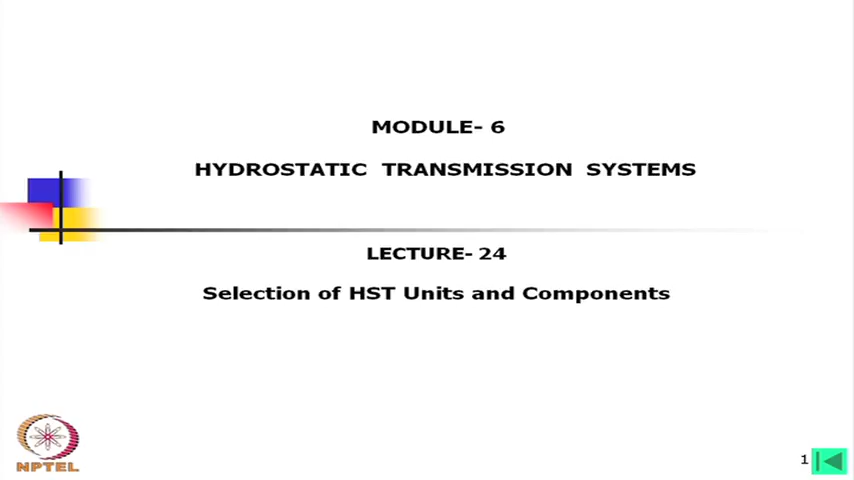 MODULE- 6
HYDROSTATIC TRANSMISSION SYSTEMS
LECTURE- 24
Selection of HST Units and Components
NPTEL
1